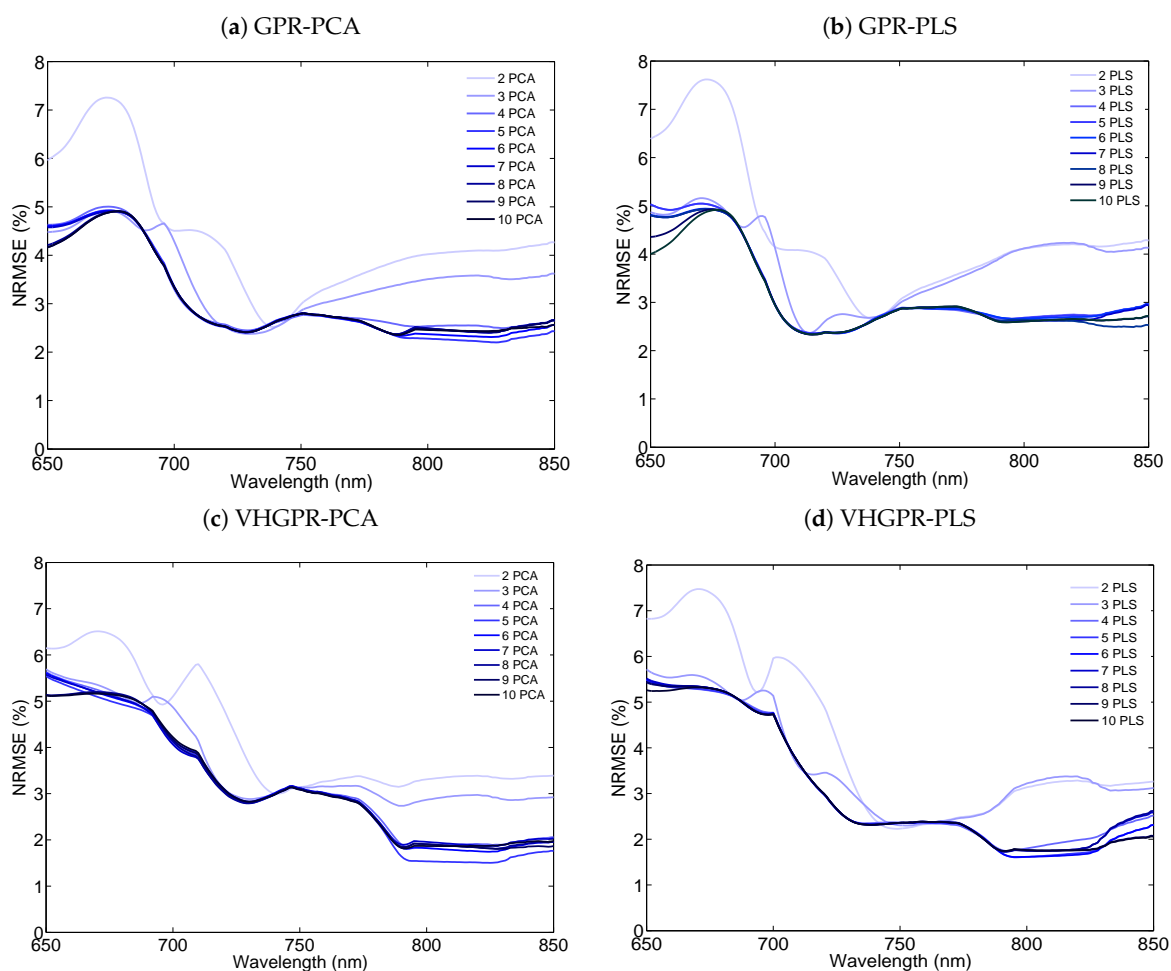 (a) GPR-PCA
NRMSE (%)
8
7
6
5
4
3
2
1
0
2 PCA
3 PCA
4 PCA
5 PCA
6 PCA
7 PCA
8 PCA
9 PCA
10 PCA
650 700 750 800 850
Wavelength (nm)
(b) GPR-PLS
NRMSE (%)
8
7
6
5
4
3
2
1
0
2 PLS
3 PLS
4 PLS
5 PLS
6 PLS
7 PLS
8 PLS
9 PLS
10 PLS
650 700 750 800 850
Wavelength (nm)
(c) VHGPR-PCA
NRMSE (%)
8
7
6
5
4
3
2
1
0
2 PCA
3 PCA
4 PCA
5 PCA
6 PCA
7 PCA
8 PCA
9 PCA
10 PCA
650 700 750 800 850
Wavelength (nm)
(d) VHGPR-PLS
NRMSE (%)
8
7
6
5
4
3
2
1
0
2 PLS
3 PLS
4 PLS
5 PLS
6 PLS
7 PLS
8 PLS
9 PLS
10 PLS
650 700 750 800 850
Wavelength (nm)